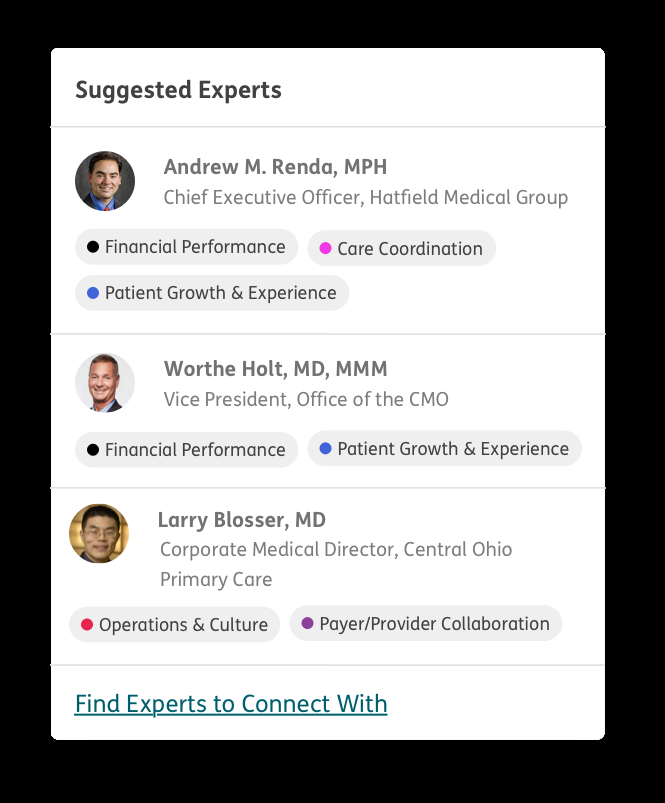 Suggested Experts
Andrew M. Renda, MPH
Chief Executive Officer, Hatfield Medical Group
Financial Performance
Care Coordination
Patient Growth & Experience
Worthe Holt, MD, MMM
Vice President, Office of the CMO
Financial Performance
Patient Growth & Experience
Larry Blosser, MD
Corporate Medical Director, Central Ohio
Primary Care
Operations & Culture
Payer/Provider Collaboration
Find Experts to Connect With